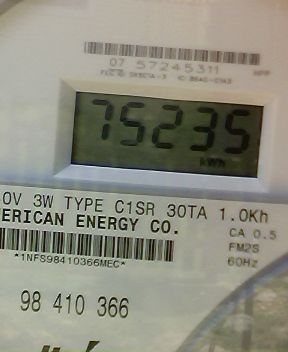 07 57245311
75235
kWh
0V 3W TYPE C1SR 30TA 1.0Kh
ERICAN ENERGY CO.
CA 0.5
FM2S
*1NFS98410366MEC*
60Hz
98 410 366